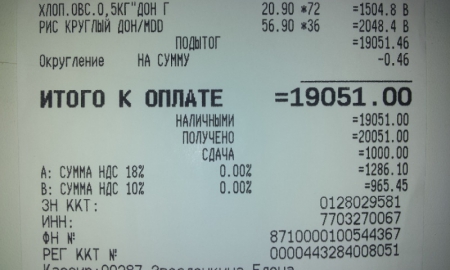 ХЛОП.ОВС.0,5КГ"ДОН Г 20.90 *72 =1504.8 В
РИС КРУГЛЫЙ ДОН/MDD 56.90 *36 =2048.4 В
ПОДЫТОГ =19051.46
Округление НА СУММУ -0.46
ИТОГО К ОПЛАТЕ =19051.00
НАЛИЧНЫМИ =19051.00
ПОЛУЧЕНО =20051.00
СДАЧА =1000.00
А: СУММА НДС 18% 0.00% =1286.10
В: СУММА НДС 10% 0.00% =965.45
ЗН ККТ: 0128029581
ИНН: 7703270067
ФН № 8710000100544367
РЕГ ККТ № 0000443284008051